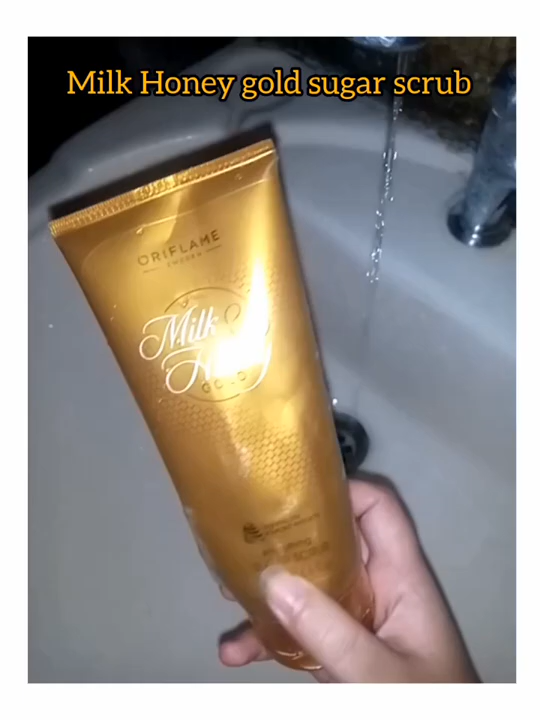 Milk Honey gold sugar scrub
ORIFLAME
SWEDEN
Milk &
Honey
GOLD